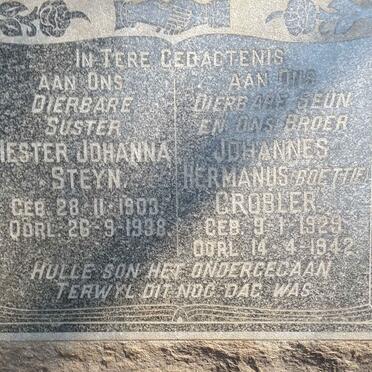 IN TERE GEDAGTENIS
AAN ONS
DIERBARE
SUSTER
HESTER JOHANNA
STEYN.
GEB. 28-11-1903.
OORL. 26-9-1938.
AAN ONS
DIERBARE SEUN
EN ONS BROER
JOHANNES
HERMANUS (BOETTIE)
GROBLER.
GEB. 9-1-1929.
OORL. 14-4-1942.
HULLE SON HET ONDERGEGAAN
TERWYL DIT NOG DAG WAS.